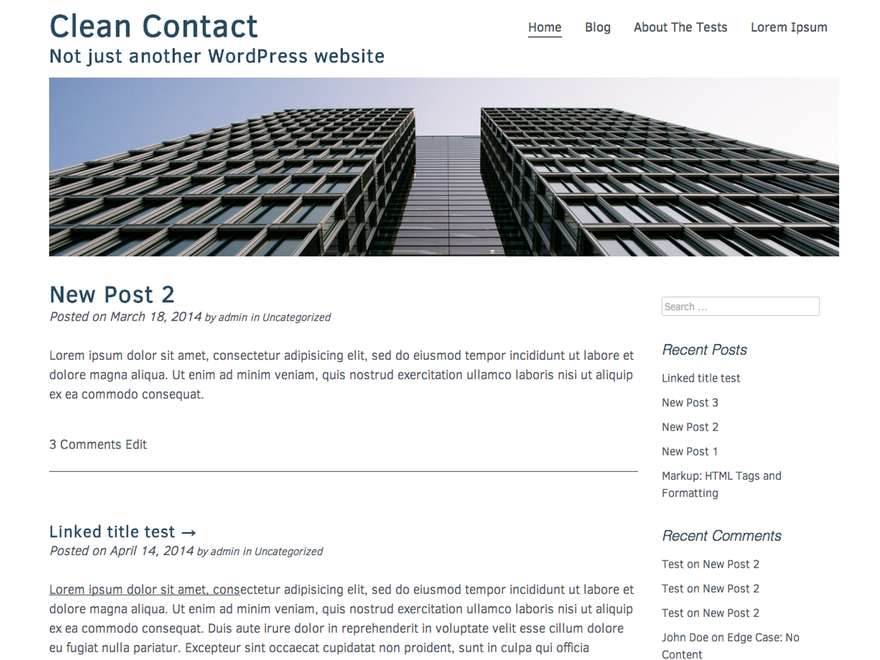 Clean Contact
Not just another WordPress website
Home Blog About The Tests Lorem Ipsum
New Post 2
Posted on March 18, 2014 by admin in Uncategorized
Lorem ipsum dolor sit amet, consectetur adipisicing elit, sed do eiusmod tempor incididunt ut labore et
dolore magna aliqua. Ut enim ad minim veniam, quis nostrud exercitation ullamco laboris nisi ut aliquip
ex ea commodo consequat.
3 Comments Edit
Linked title test →
Posted on April 14, 2014 by admin in Uncategorized
Lorem ipsum dolor sit amet, consectetur adipisicing elit, sed do eiusmod tempor incididunt ut labore et
dolore magna aliqua. Ut enim ad minim veniam, quis nostrud exercitation ullamco laboris nisi ut aliquip
ex ea commodo consequat. Duis aute irure dolor in reprehenderit in voluptate velit esse cillum dolore
eu fugiat nulla pariatur. Excepteur sint occaecat cupidatat non proident, sunt in culpa qui officia
Search ...
Recent Posts
Linked title test
New Post 3
New Post 2
New Post 1
Markup: HTML Tags and
Formatting
Recent Comments
Test on New Post 2
Test on New Post 2
Test on New Post 2
John Doe on Edge Case: No
Content